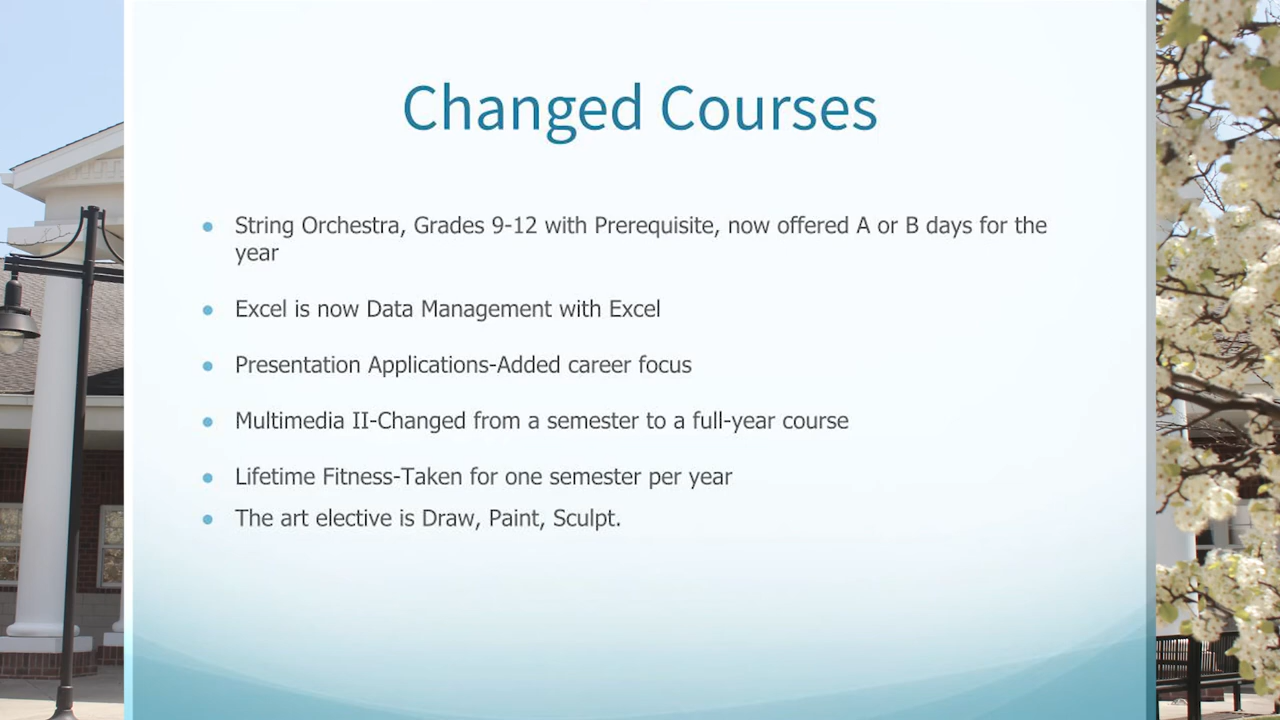 Changed Courses
String Orchestra, Grades 9-12 with Prerequisite, now offered A or B days for the
year
Excel is now Data Management with Excel
Presentation Applications-Added career focus
Multimedia II-Changed from a semester to a full-year course
Lifetime Fitness-Taken for one semester per year
The art elective is Draw, Paint, Sculpt.